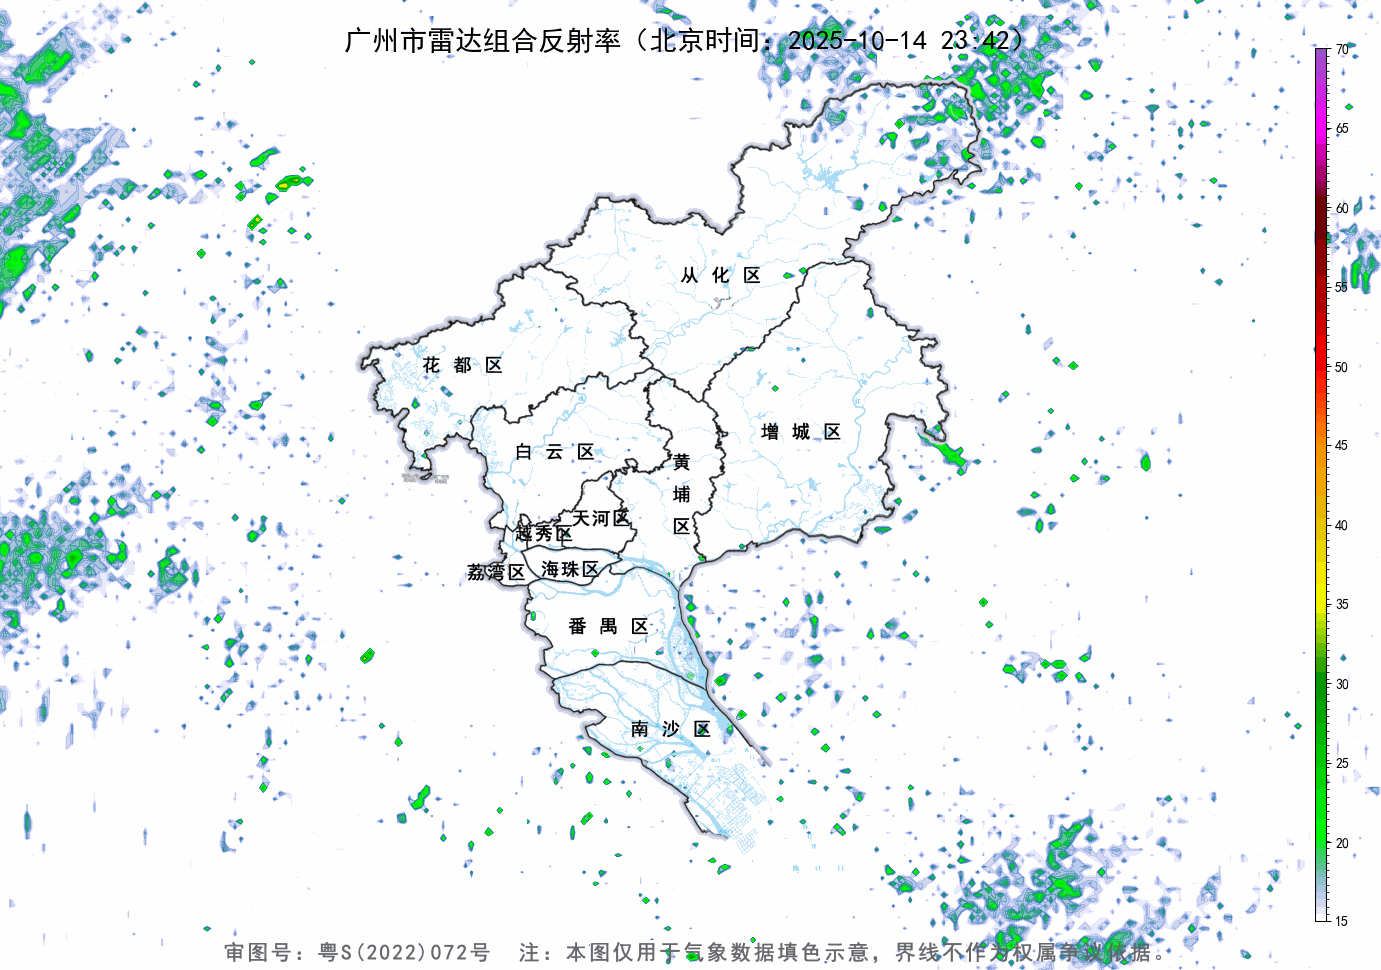 广州市雷达组合反射率（北京时间：2025-10-14 23:42）
70
65
60
55
50
45
40
35
30
25
20
15
从化区
花都区
增城区
白云区
黄埔区
天河区
越秀区
海珠区
荔湾区
番禺区
南沙区
审图号：粤S(2022)072号 注：本图仅用于气象数据填色示意，界线不作为权属争议依据。